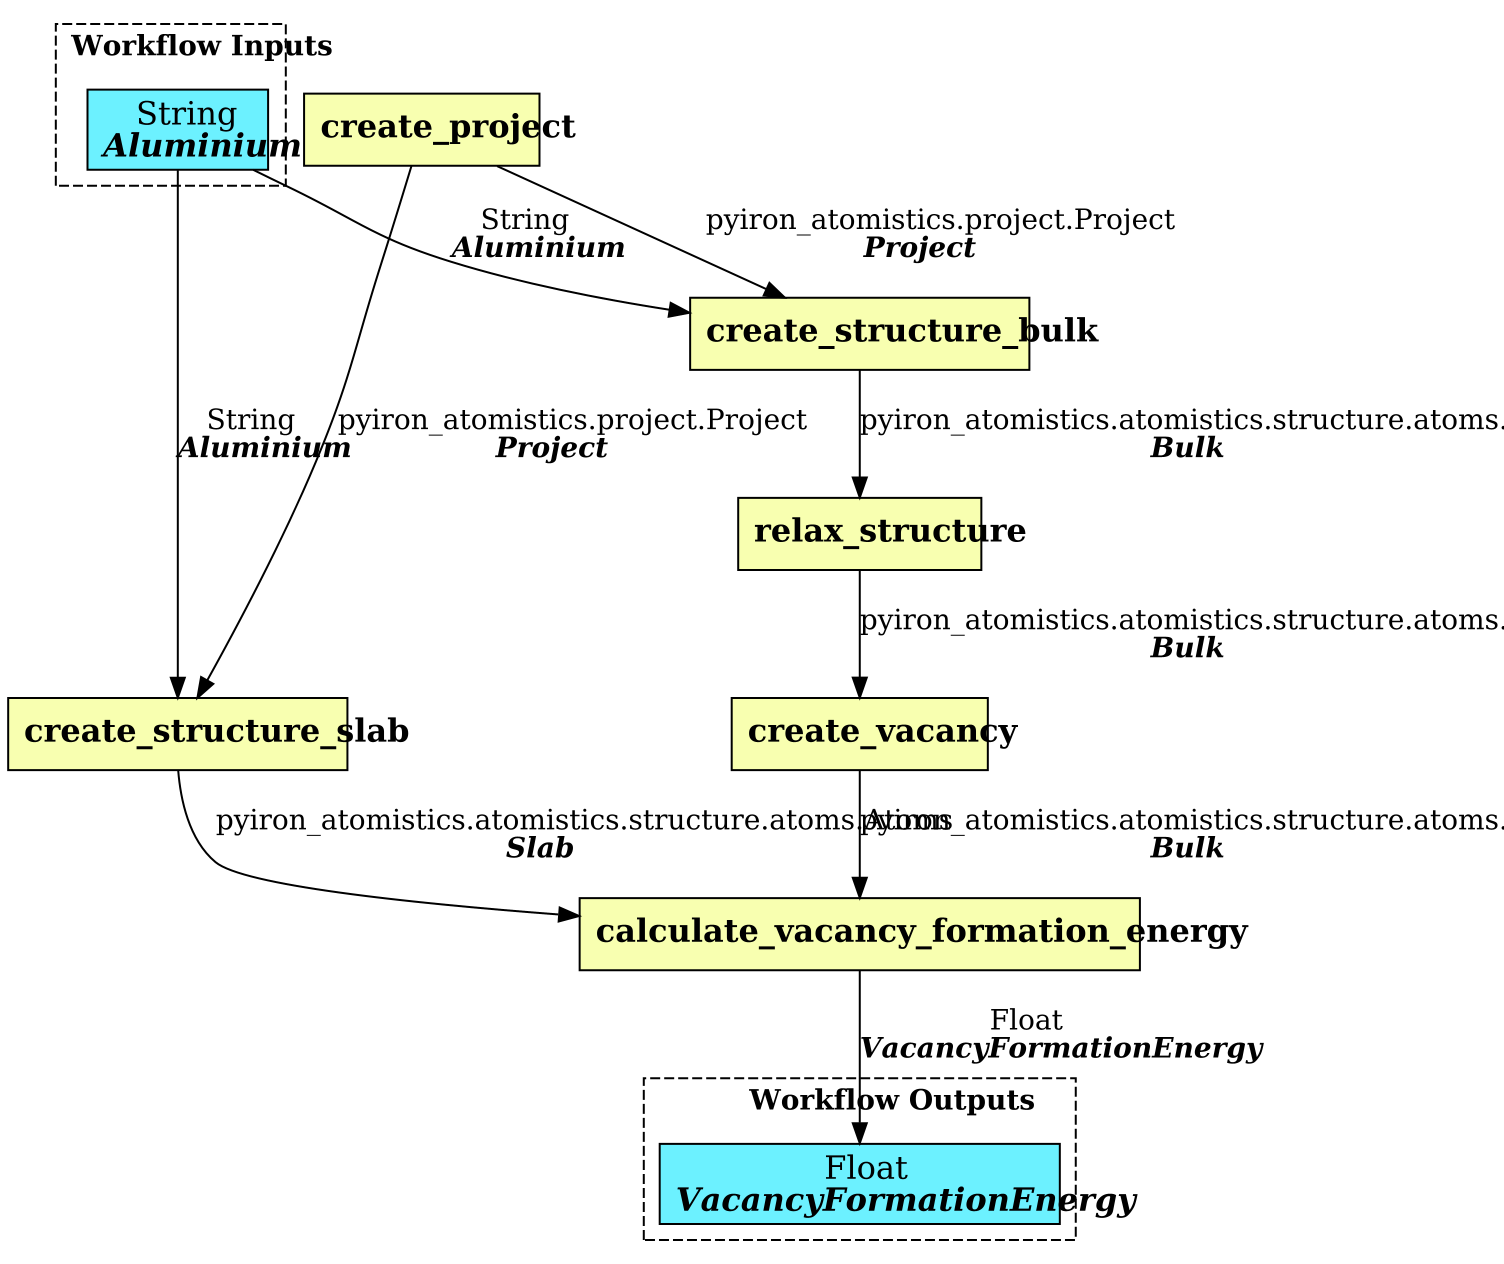 Workflow Inputs
String
Aluminium
create_project
String
Aluminium
pyiron_atomistics.project.Project
Project
create_structure_bulk
String
Aluminium
pyiron_atomistics.project.Project
Project
pyiron_atomistics.atomistics.structure.atoms.
Bulk
relax_structure
pyiron_atomistics.atomistics.structure.atoms.
Bulk
create_structure_slab
create_vacancy
pyiron_atomistics.atomistics.structure.atoms.Atoms
Slab
pyiron_atomistics.atomistics.structure.atoms.
Bulk
calculate_vacancy_formation_energy
Float
VacancyFormationEnergy
Workflow Outputs
Float
VacancyFormationEnergy